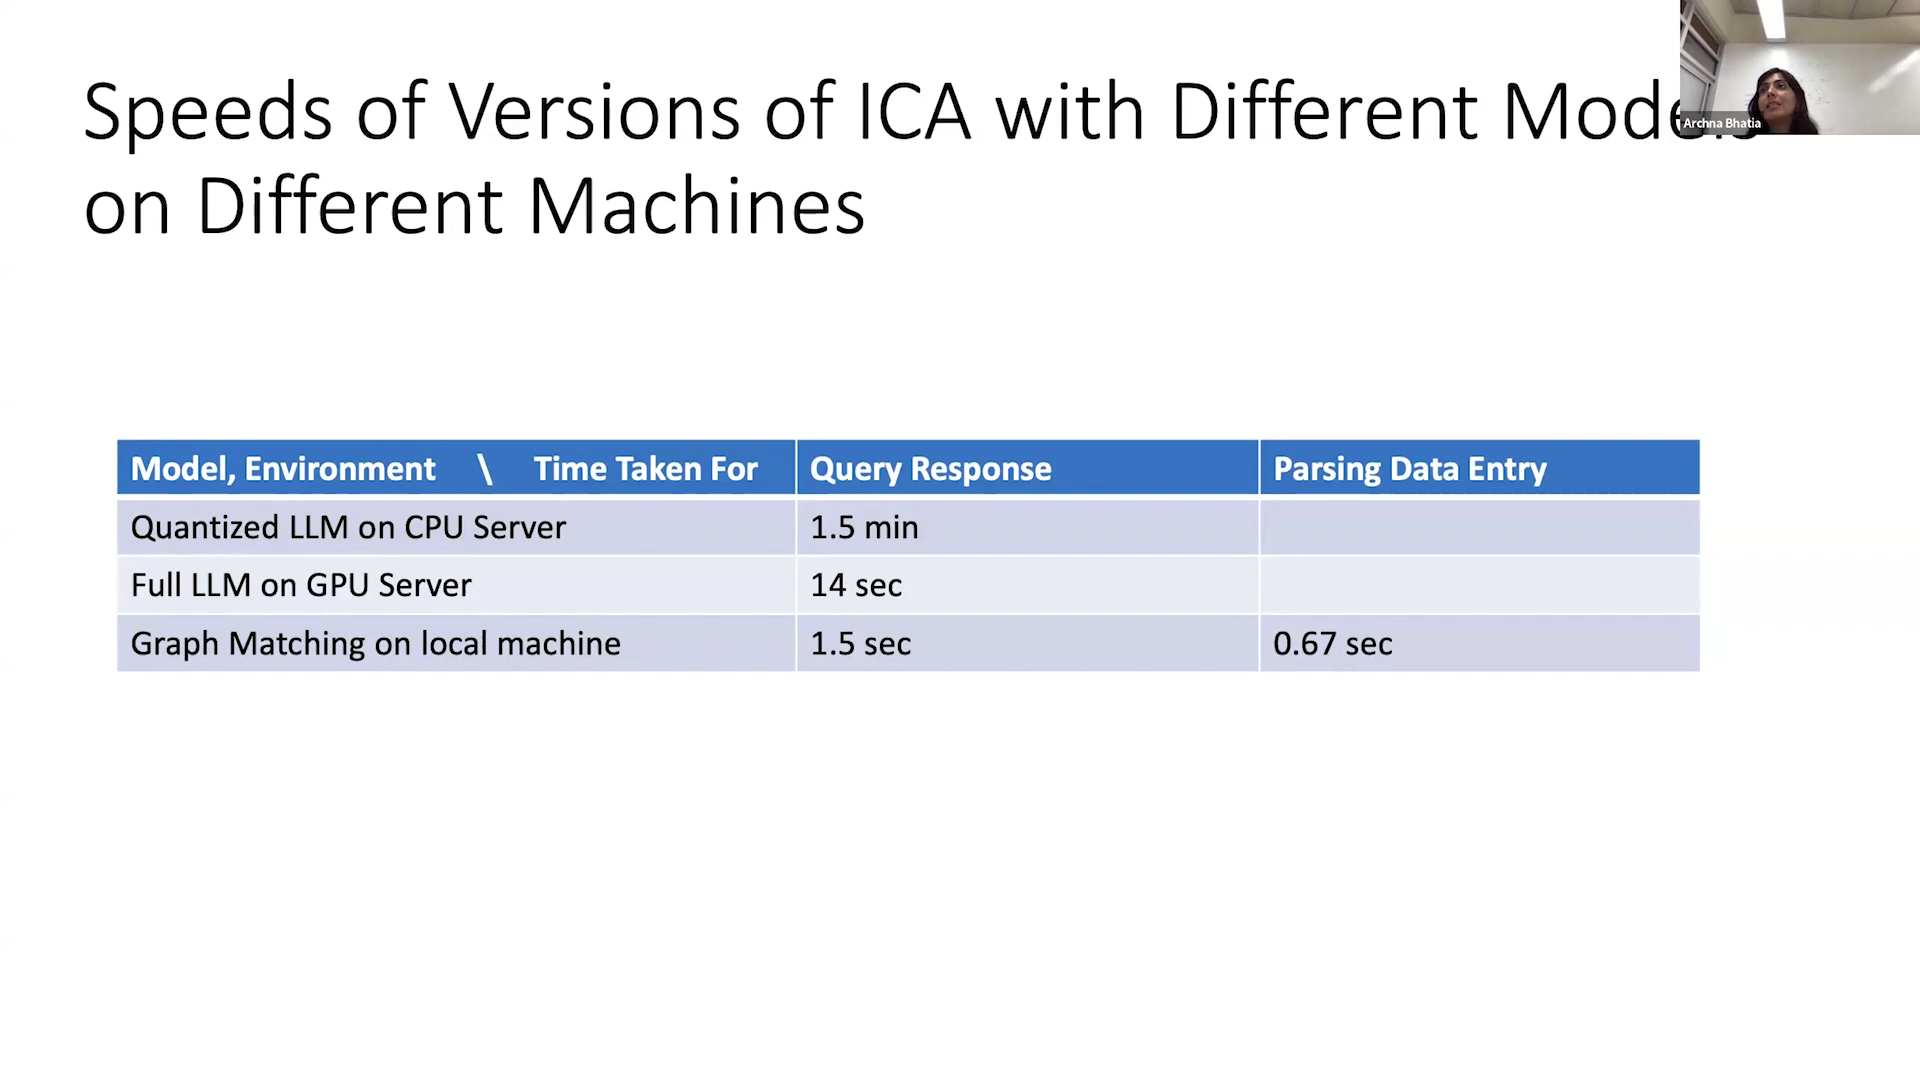 Speeds of Versions of ICA with Different Models
on Different Machines
Archna Bhatia
Model, Environment \ Time Taken For Query Response Parsing Data Entry
Quantized LLM on CPU Server 1.5 min
Full LLM on GPU Server 14 sec
Graph Matching on local machine 1.5 sec 0.67 sec